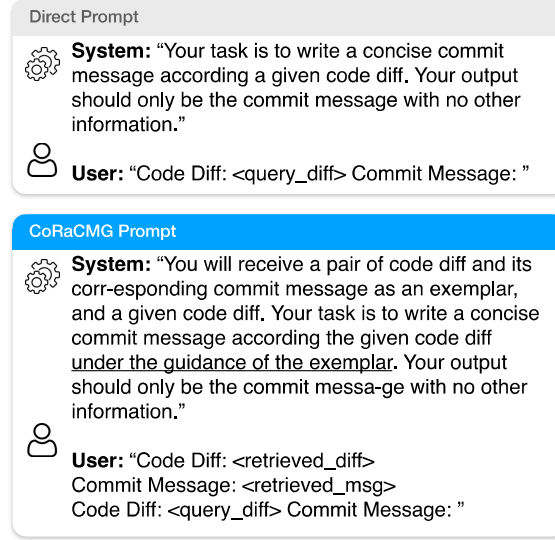 Direct Prompt
System: “Your task is to write a concise commit
message according a given code diff. Your output
should only be the commit message with no other
information.”
User: “Code Diff: <query_diff> Commit Message: ”
CoRaCMG Prompt
System: “You will receive a pair of code diff and its
corr-esponding commit message as an exemplar,
and a given code diff. Your task is to write a concise
commit message according the given code diff
under the guidance of the exemplar. Your output
should only be the commit messa-ge with no other
information.”
User: “Code Diff: <retrieved_diff>
Commit Message: <retrieved_msg>
Code Diff: <query_diff> Commit Message: ”